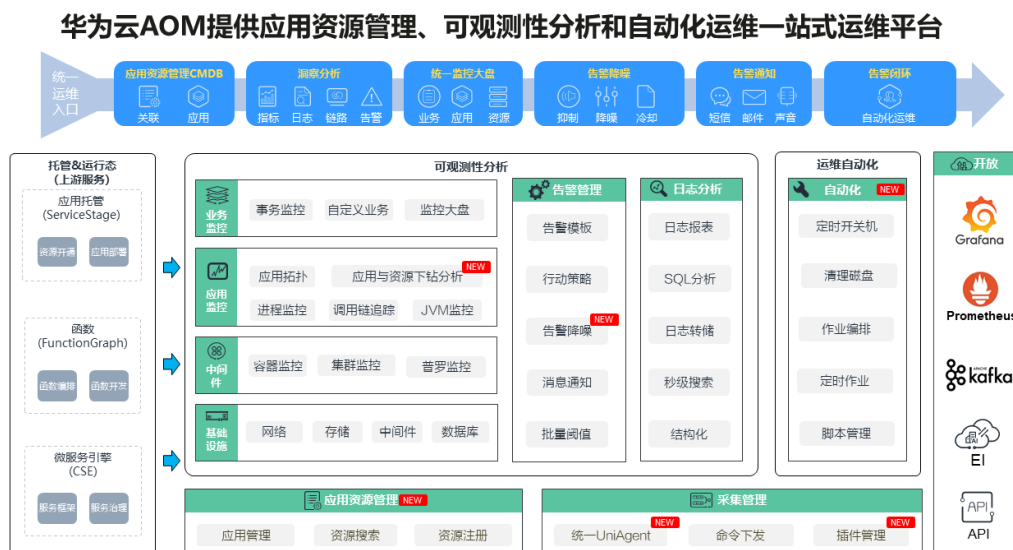 华为云AOM提供应用资源管理、可观测性分析和自动化运维一站式运维平台
统一
运维
入口
应用资源管理CMDB
关联 应用
洞察分析
指标 日志 链路 告警
统一监控大盘
业务 应用 资源
告警降噪
抑制 降噪 冷却
告警通知
短信 邮件 声音
告警闭环
自动化运维
托管&运行态
(上游服务)
应用托管
(ServiceStage)
资源开通 应用部署
函数
(FunctionGraph)
函数编排 函数开发
微服务引擎
(CSE)
服务框架 服务治理
可观测性分析
业务
监控
事务监控 自定义业务 监控大盘
应用
监控
应用拓扑 应用与资源下钻分析 NEW
进程监控 调用链追踪 JVM监控
中间
件
容器监控 集群监控 普罗监控
基础
设施
网络 存储 中间件 数据库
告警管理
告警模板
行动策略
告警降噪 NEW
消息通知
批量阈值
日志分析
日志报表
SQL分析
日志转储
秒级搜索
结构化
运维自动化
自动化 NEW
定时开关机
清理磁盘
作业编排
定时作业
脚本管理
开放
Grafana
Prometheus
APACHE
kafka
EI
API
API
应用资源管理 NEW
应用管理 资源搜索 资源注册
采集管理
统一UniAgent NEW 命令下发 插件管理 NEW